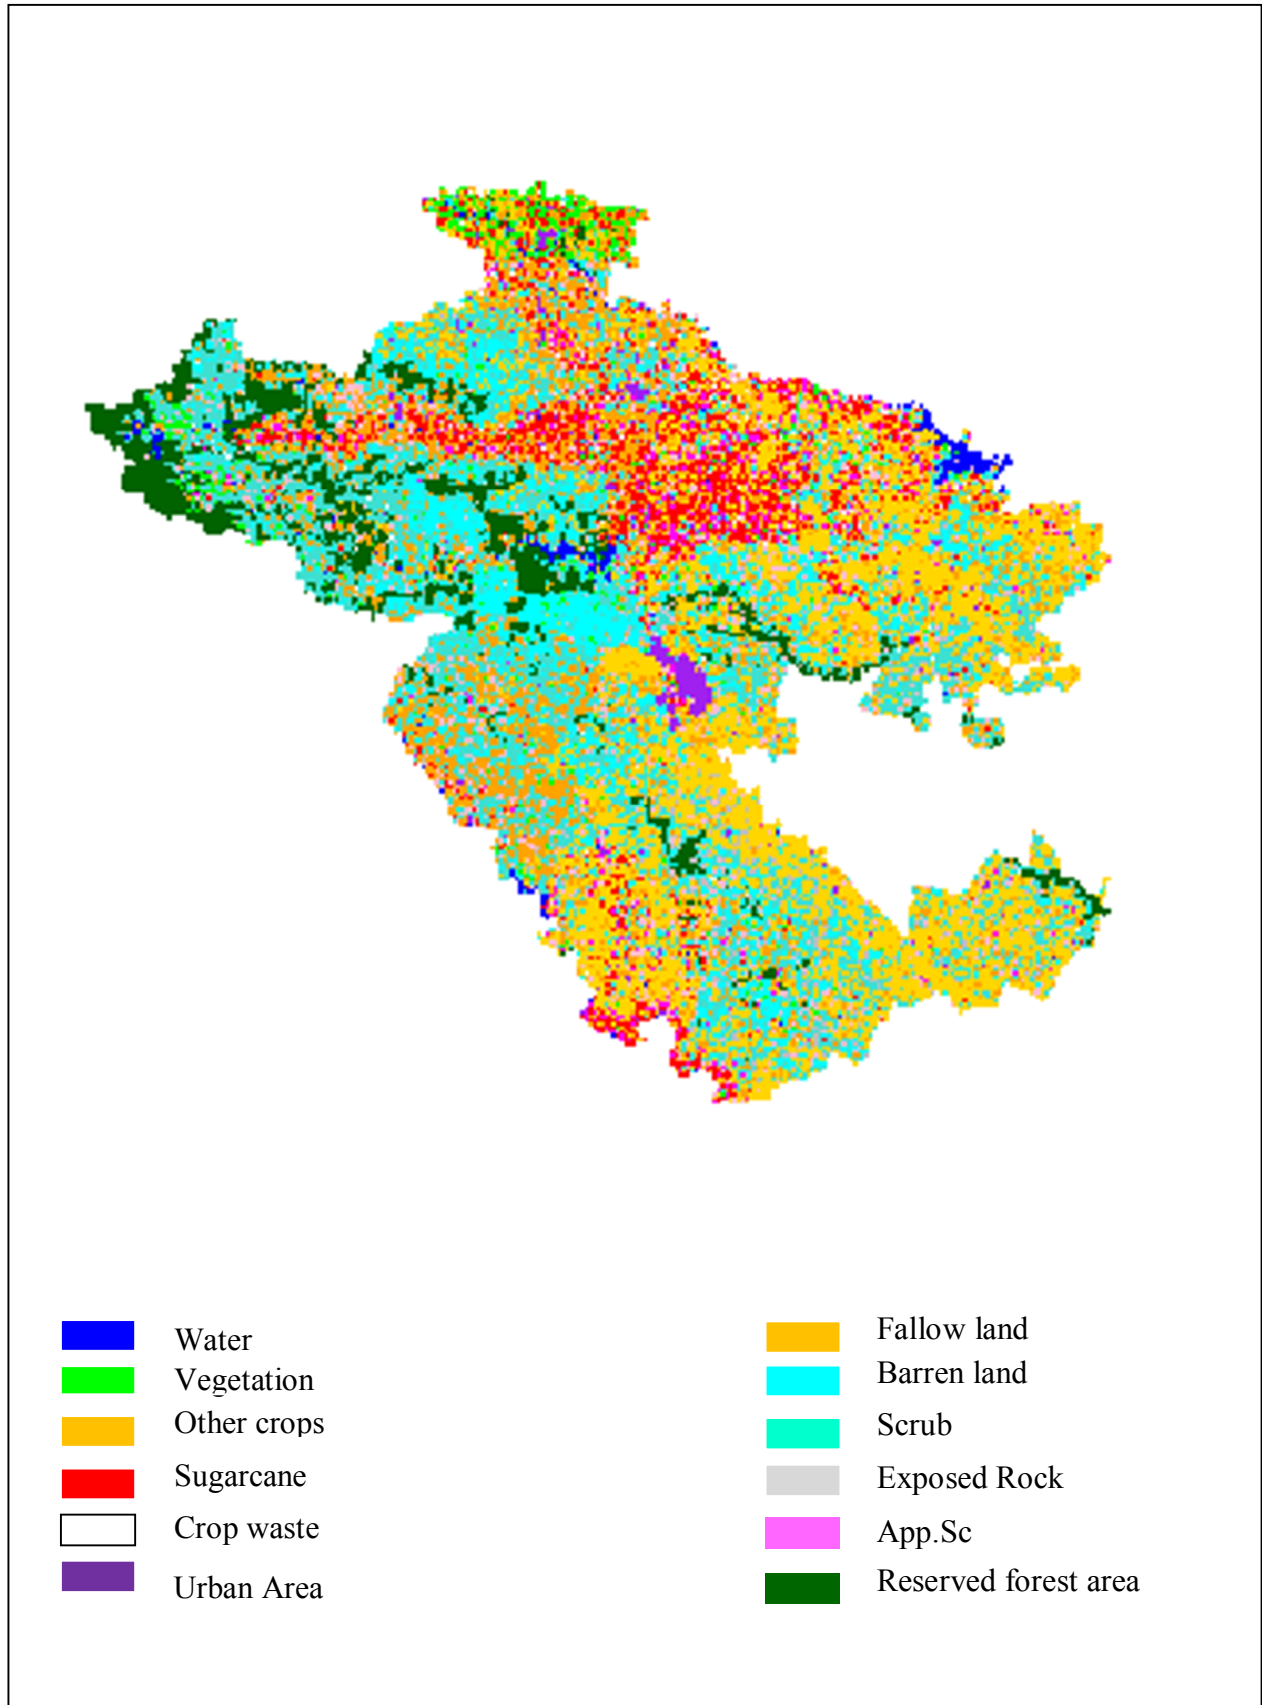 Water
Vegetation
Other crops
Sugarcane
Crop waste
Urban Area
Fallow land
Barren land
Scrub
Exposed Rock
App.Sc
Reserved forest area